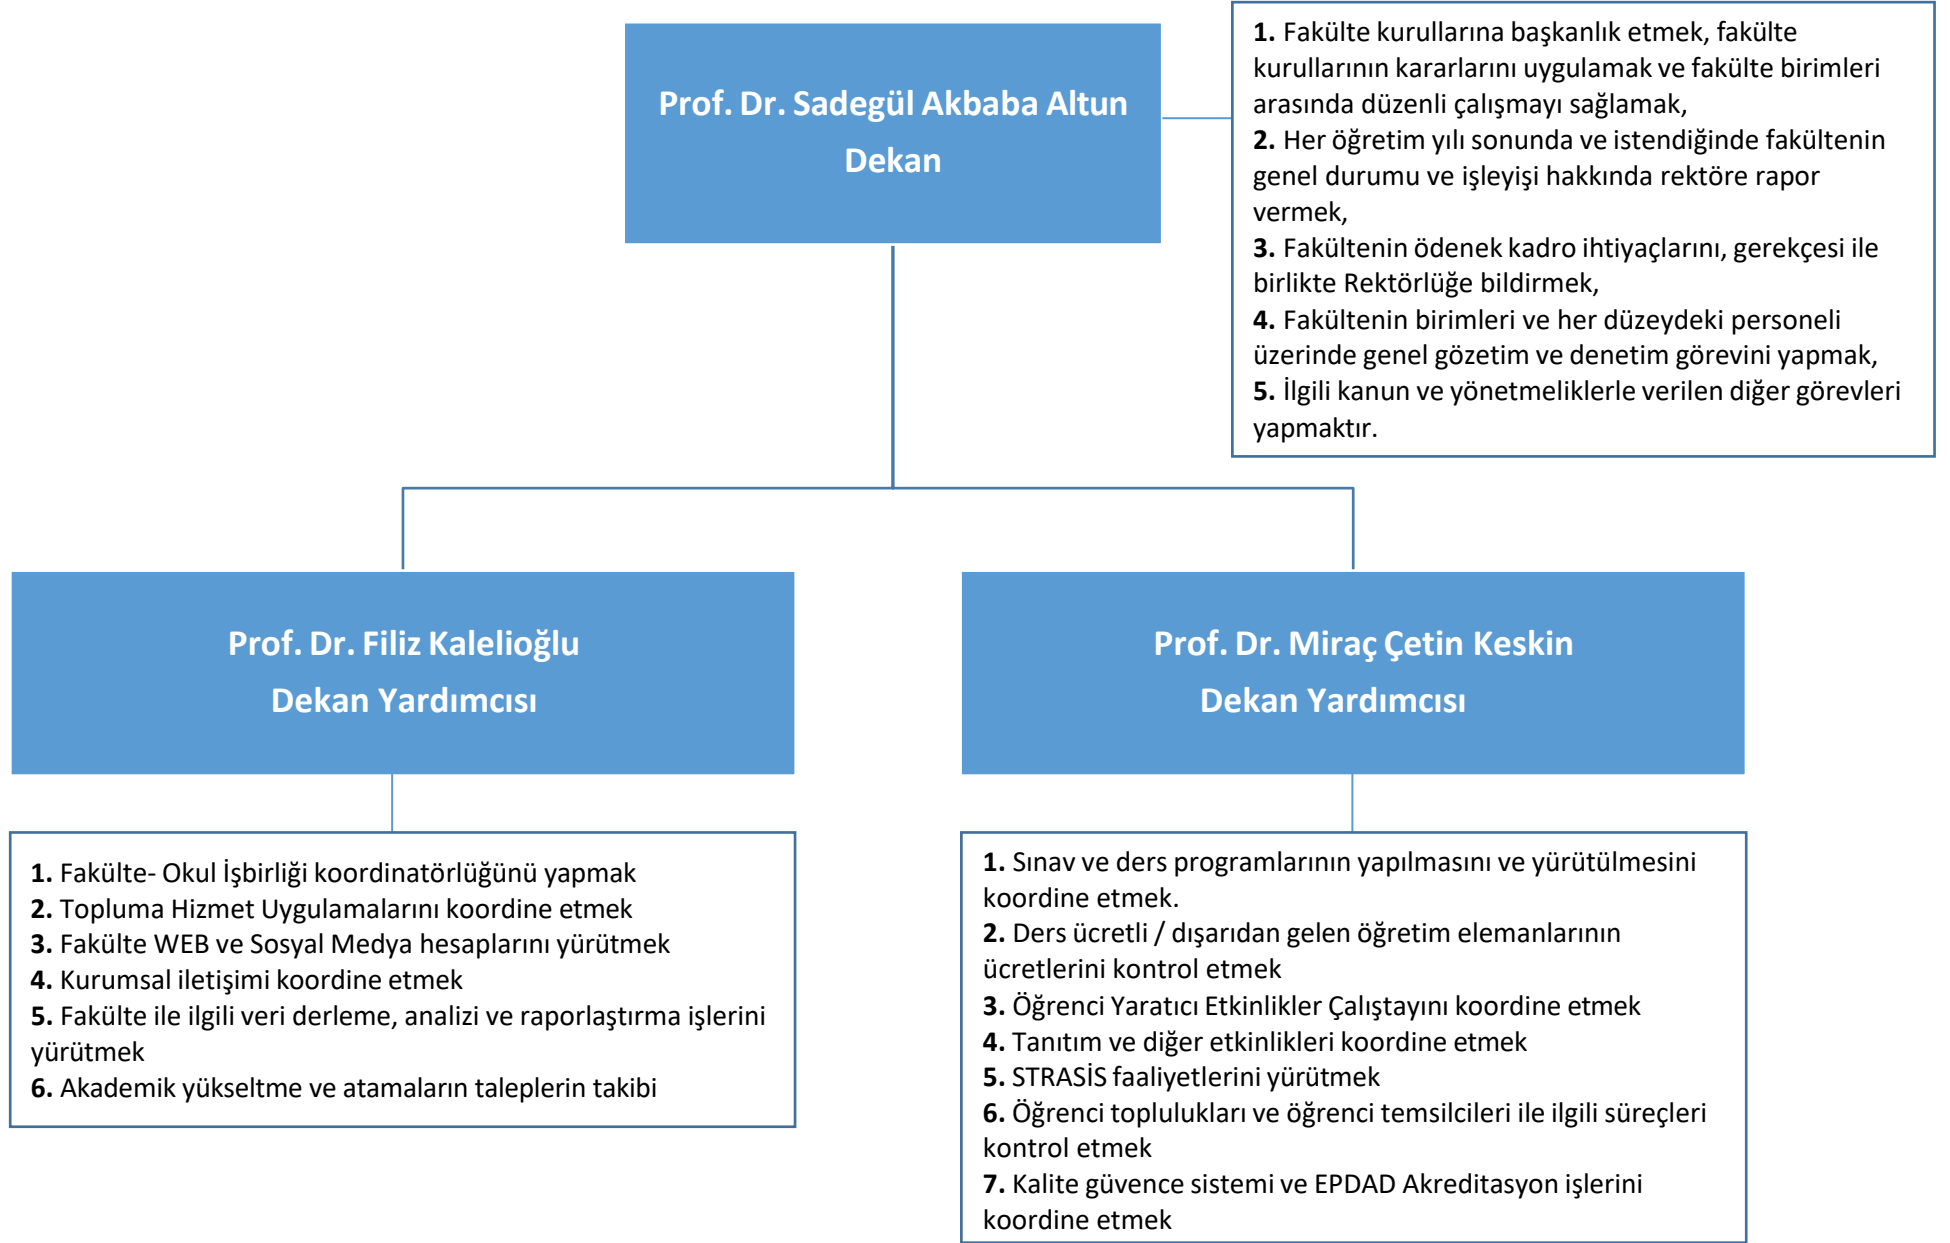 Prof. Dr. Sadegül Akbaba Altun
Dekan
1. Fakülte kurullarına başkanlık etmek, fakülte
kurullarının kararlarını uygulamak ve fakülte birimleri
arasında düzenli çalışmayı sağlamak,
2. Her öğretim yılı sonunda ve istendiğinde fakültenin
genel durumu ve işleyişi hakkında rektöre rapor
vermek,
3. Fakültenin ödenek kadro ihtiyaçlarını, gerekçesi ile
birlikte Rektörlüğe bildirmek,
4. Fakültenin birimleri ve her düzeydeki personeli
üzerinde genel gözetim ve denetim görevini yapmak,
5. İlgili kanun ve yönetmeliklerle verilen diğer görevleri
yapmaktır.
Prof. Dr. Filiz Kalelioğlu
Dekan Yardımcısı
1. Fakülte- Okul İşbirliği koordinatörlüğünü yapmak
2. Topluma Hizmet Uygulamalarını koordine etmek
3. Fakülte WEB ve Sosyal Medya hesaplarını yürütmek
4. Kurumsal iletişimi koordine etmek
5. Fakülte ile ilgili veri derleme, analizi ve raporlaştırma işlerini
yürütmek
6. Akademik yükseltme ve atamaların taleplerin takibi
Prof. Dr. Miraç Çetin Keskin
Dekan Yardımcısı
1. Sınav ve ders programlarının yapılmasını ve yürütülmesini
koordine etmek.
2. Ders ücretli / dışarıdan gelen öğretim elemanlarının
ücretlerini kontrol etmek
3. Öğrenci Yaratıcı Etkinlikler Çalıştayını koordine etmek
4. Tanıtım ve diğer etkinlikleri koordine etmek
5. STRASİS faaliyetlerini yürütmek
6. Öğrenci toplulukları ve öğrenci temsilcileri ile ilgili süreçleri
kontrol etmek
7. Kalite güvence sistemi ve EPDAD Akreditasyon işlerini
koordine etmek